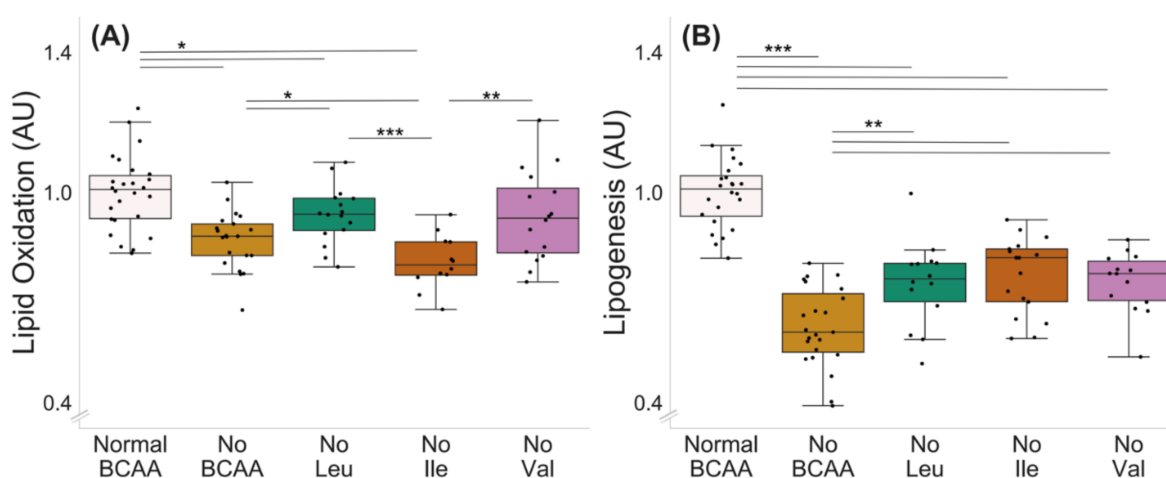 (A)
Lipid Oxidation (AU)
1.4
1.0
0.4
*
*
**
***
Normal BCAA
No BCAA
No Leu
No Ile
No Val
(B)
Lipogenesis (AU)
1.4
1.0
0.4
***
**
Normal BCAA
No BCAA
No Leu
No Ile
No Val